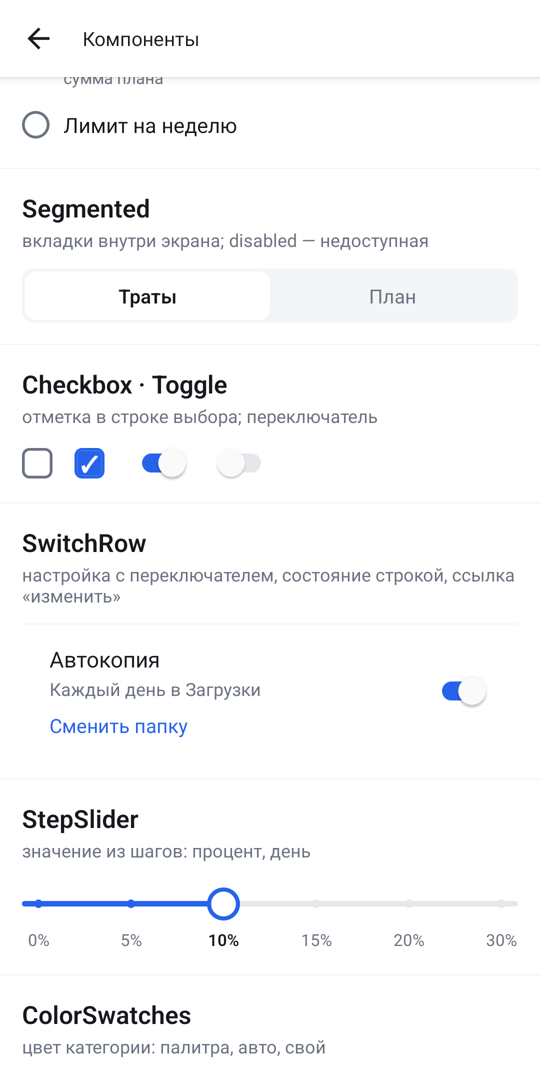 Компоненты
сумма плана
Лимит на неделю
Segmented
вкладки внутри экрана; disabled — недоступная
Траты
План
Checkbox · Toggle
отметка в строке выбора; переключатель
SwitchRow
настройка с переключателем, состояние строкой, ссылка
«изменить»
Автокопия
Каждый день в Загрузки
Сменить папку
StepSlider
значение из шагов: процент, день
0% 5% 10% 15% 20% 30%
ColorSwatches
цвет категории: палитра, авто, свой